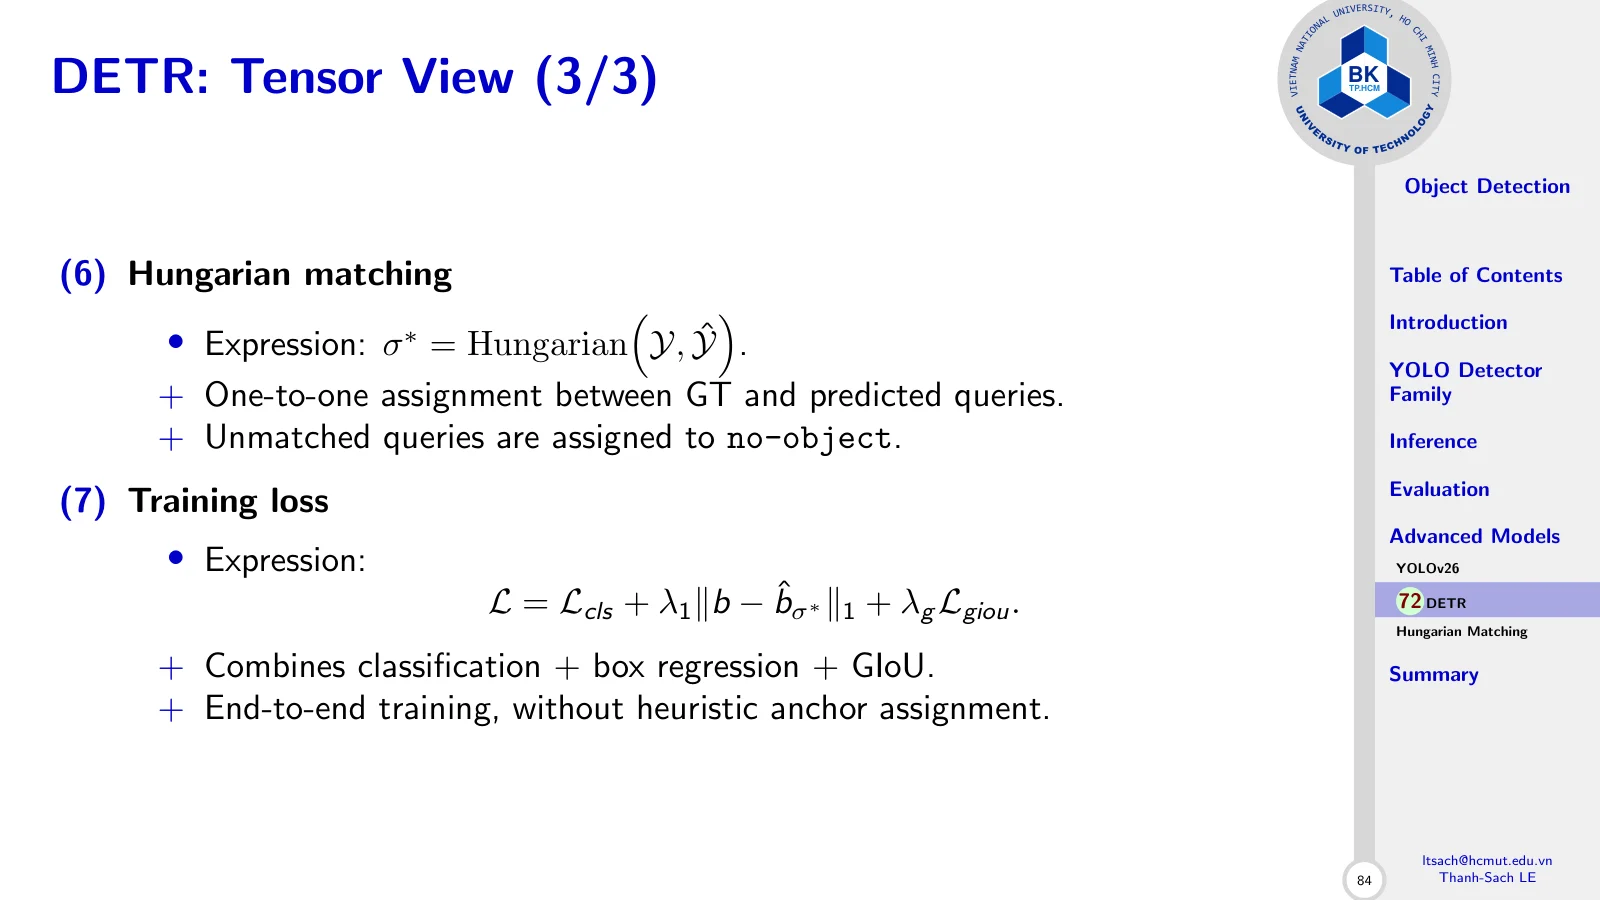 DETR: Tensor View (3/3)
(6) Hungarian matching
• Expression: σ* = Hungarian(𝒴, 𝒴̂).
+ One-to-one assignment between GT and predicted queries.
+ Unmatched queries are assigned to no-object.
(7) Training loss
• Expression:
ℒ = ℒ_cls + λ₁‖b − b̂_σ*‖₁ + λ_g ℒ_giou.
+ Combines classification + box regression + GIoU.
+ End-to-end training, without heuristic anchor assignment.
VIETNAM NATIONAL UNIVERSITY, HO CHI MINH CITY
BK
TP.HCM
UNIVERSITY OF TECHNOLOGY
Object Detection
Table of Contents
Introduction
YOLO Detector
Family
Inference
Evaluation
Advanced Models
YOLOv26
72 DETR
Hungarian Matching
Summary
ltsach@hcmut.edu.vn
Thanh-Sach LE
84